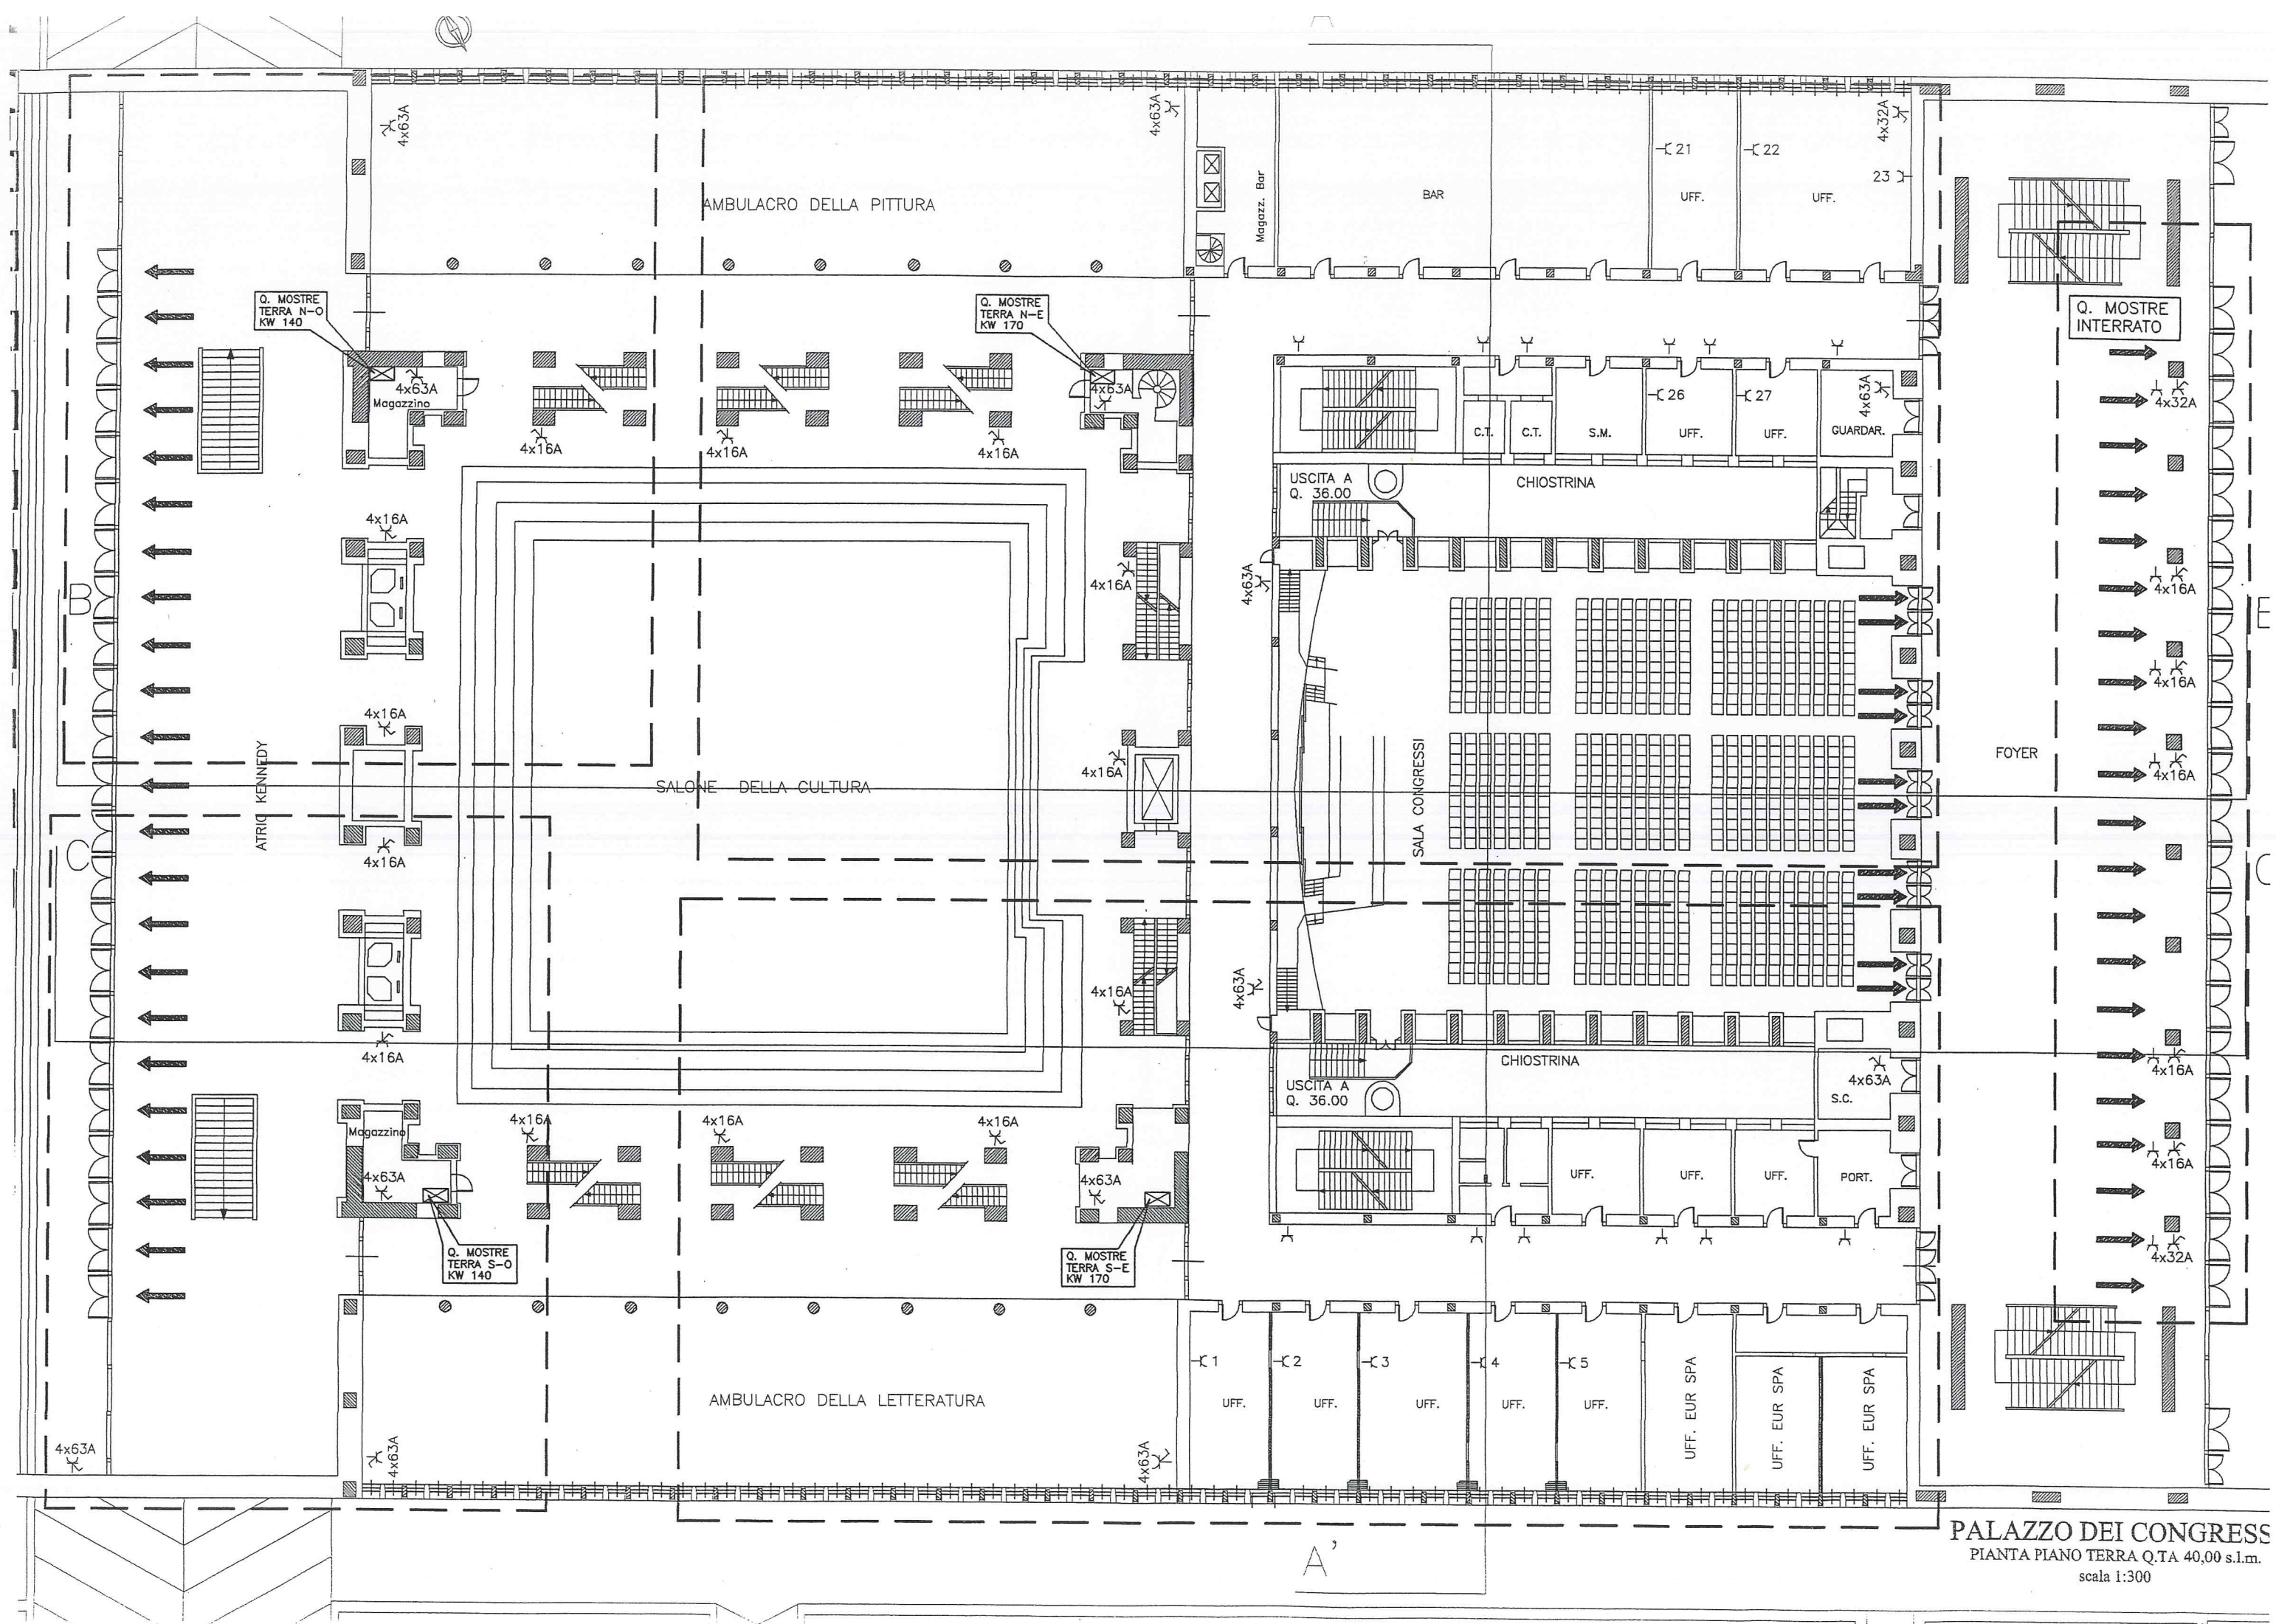 A
4x63A
4x63A
4x32A
21
22
23
AMBULACRO DELLA PITTURA
Magazz. Bar
BAR
UFF.
UFF.
Q. MOSTRE
TERRA N-O
KW 140
Q. MOSTRE
TERRA N-E
KW 170
Q. MOSTRE
INTERRATO
4x63A
Magazzino
4x63A
26
27
4x63A
4x32A
C.T.
C.T.
S.M.
UFF.
UFF.
GUARDAR.
4x16A
4x16A
4x16A
USCITA A
Q. 36.00
CHIOSTRINA
4x16A
4x16A
4x63A
4x16A
B
4x16A
4x16A
ATRIO KENNEDY
SALONE DELLA CULTURA
4x16A
SALA CONGRESSI
FOYER
4x16A
C
4x16A
4x16A
4x63A
4x16A
CHIOSTRINA
4x16A
4x63A
USCITA A
Q. 36.00
S.C.
4x16A
4x16A
4x16A
Magazzino
4x63A
4x63A
UFF.
UFF.
UFF.
PORT.
4x16A
Q. MOSTRE
TERRA S-O
KW 140
Q. MOSTRE
TERRA S-E
KW 170
4x32A
1
2
3
4
5
AMBULACRO DELLA LETTERATURA
UFF.
UFF.
UFF.
UFF.
UFF.
UFF. EUR SPA
UFF. EUR SPA
UFF. EUR SPA
4x63A
4x63A
4x63A
A'
PALAZZO DEI CONGRESS
PIANTA PIANO TERRA Q.TA 40,00 s.l.m.
scala 1:300